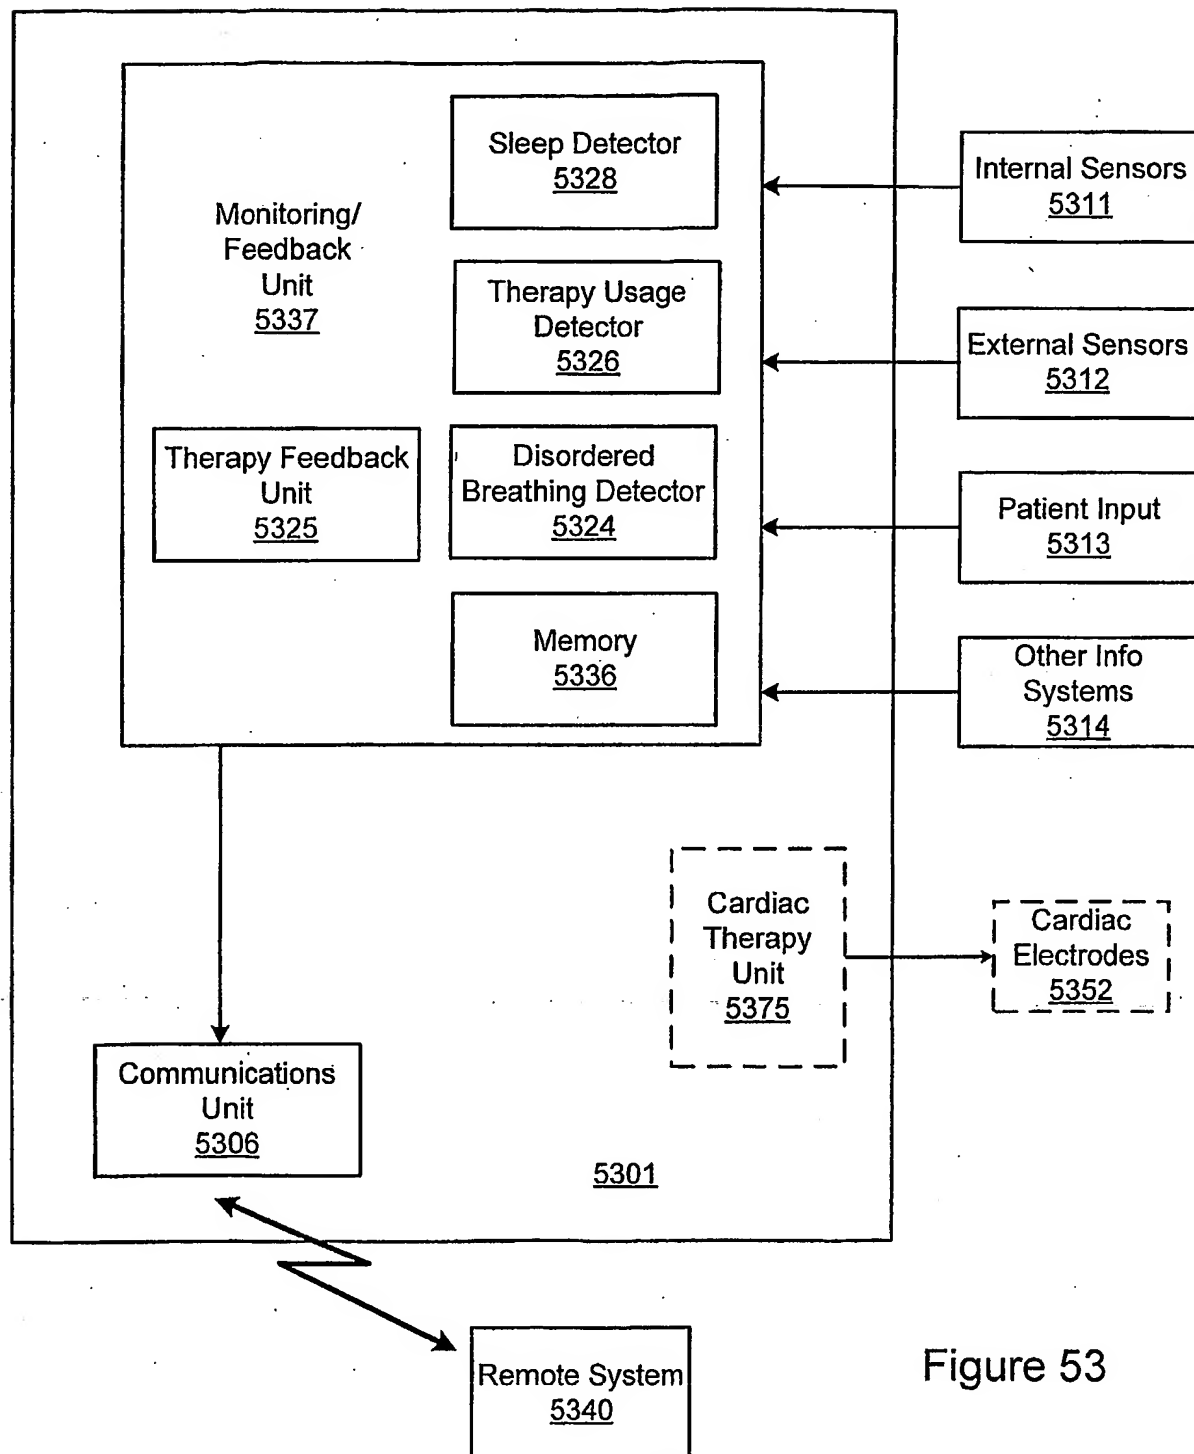 Sleep Detector
5328
Internal Sensors
5311
Monitoring/
Feedback
Unit
5337
Therapy Usage
Detector
5326
External Sensors
5312
Therapy Feedback
Unit
5325
Disordered
Breathing Detector
5324
Patient Input
5313
Memory
5336
Other Info
Systems
5314
Cardiac
Therapy
Unit
5375
Cardiac
Electrodes
5352
Communications
Unit
5306
5301
Remote System
5340
Figure 53